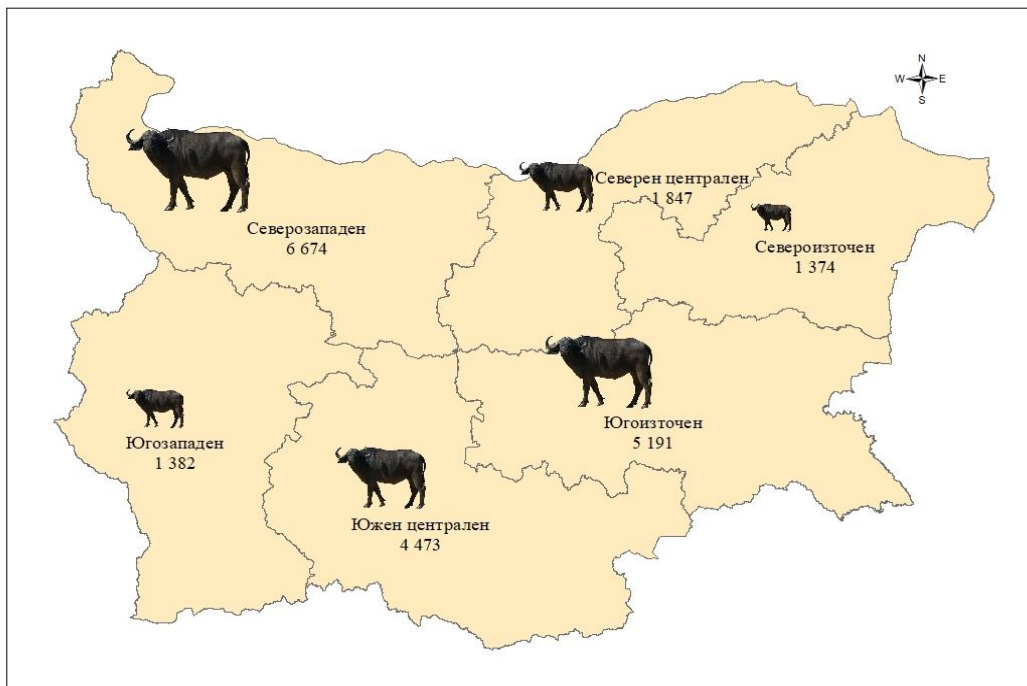 N
W E
S
Северозападен
6 674
Северен централен
1 847
Североизточен
1 374
Югозападен
1 382
Югоизточен
5 191
Южен централен
4 473